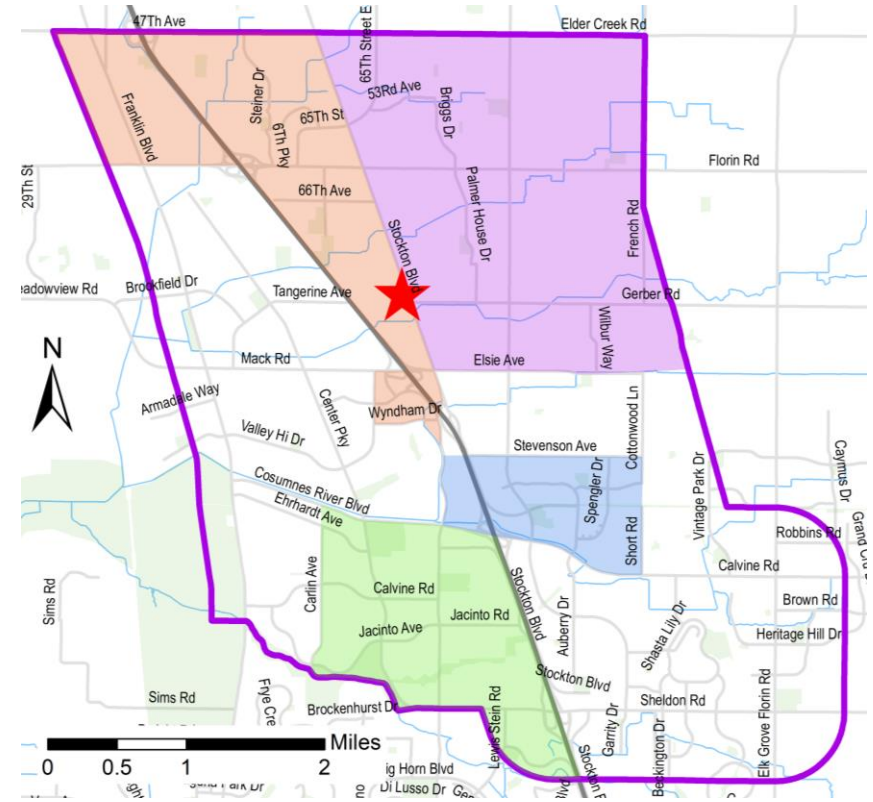 47Th Ave
Elder Creek Rd
65Th Street E
53Rd Ave
Steiner Dr
Briggs Dr
Franklin Blvd
65Th St
6Th Pky
Florin Rd
29Th St
66Th Ave
Palmer House Dr
French Rd
Stockton Blvd
eadowview Rd
Brookfield Dr
Tangerine Ave
Gerber Rd
Wilbur Way
N
Mack Rd
Elsie Ave
Armadale Way
Center Pky
Wyndham Dr
Cottonwood Ln
Valley Hi Dr
Stevenson Ave
Caymus Dr
Vintage Park Dr
Spengler Dr
Cosumnes River Blvd
Ehrhardt Ave
Short Rd
Robbins Rd
Calvine Rd
Sims Rd
Carlin Ave
Calvine Rd
Stockton Blvd
Auberry Dr
Brown Rd
Jacinto Rd
Jacinto Ave
Shasta Lily Dr
Heritage Hill Dr
Stockton Blvd
Sims Rd
Frye Cre
Brockenhurst Dr
Sheldon Rd
Lewis Stein Rd
Garrity Dr
Beckington Dr
Elk Grove Florin Rd
Stockton B
Miles
0 0.5 1 2
ig Horn Blvd
Di Lusso Dr